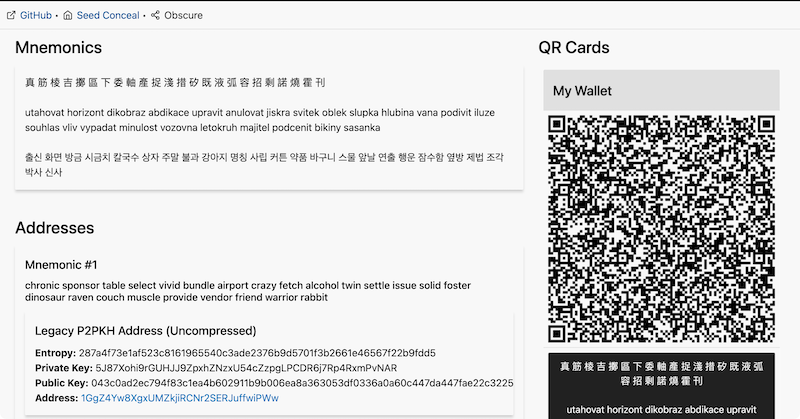 GitHub • Seed Conceal • Obscure
Mnemonics
真 筋 棱 吉 擲 區 下 委 軸 產 捉 淺 措 矽 既 液 弧 容 招 剩 諾 燒 霍 刊
utahovat horizont dikobraz abdikace upravit anulovat jiskra svitek oblek slupka hlubina vana podivit iluze
souhlas vliv vypadat minulost vozovna letokruh majitel podcenit bikiny sasanka
출신 화면 방금 시금치 칼국수 상자 주말 불과 강아지 명칭 사립 커튼 약품 바구니 스물 앞날 연출 행운 잠수함 옆방 제법 조각
박사 신사
Addresses
Mnemonic #1
chronic sponsor table select vivid bundle airport crazy fetch alcohol twin settle issue solid foster
dinosaur raven couch muscle provide vendor friend warrior rabbit
Legacy P2PKH Address (Uncompressed)
Entropy: 287a4f73e1af523c8161965540c3ade2376b9d5701f3b2661e46567f22b9fdd5
Private Key: 5J87Xohi9rGUHJJ9ZpxhZNzxU54cZzpgLPCDR6j7Rp4RxmPvNAR
Public Key: 043c0ad2ec794f83c1ea4b602911b9b006ea8a363053df0336a0a60c447da447fae22c3225
Address: 1GgZ4Yw8XgxUMZkjiRCNr2SERJuffwiPWw
QR Cards
My Wallet
真 筋 棱 吉 擲 區 下 委 軸 產 捉 淺 措 矽 既 液 弧
容 招 剩 諾 燒 霍 刊
utahovat horizont dikobraz abdikace upravit